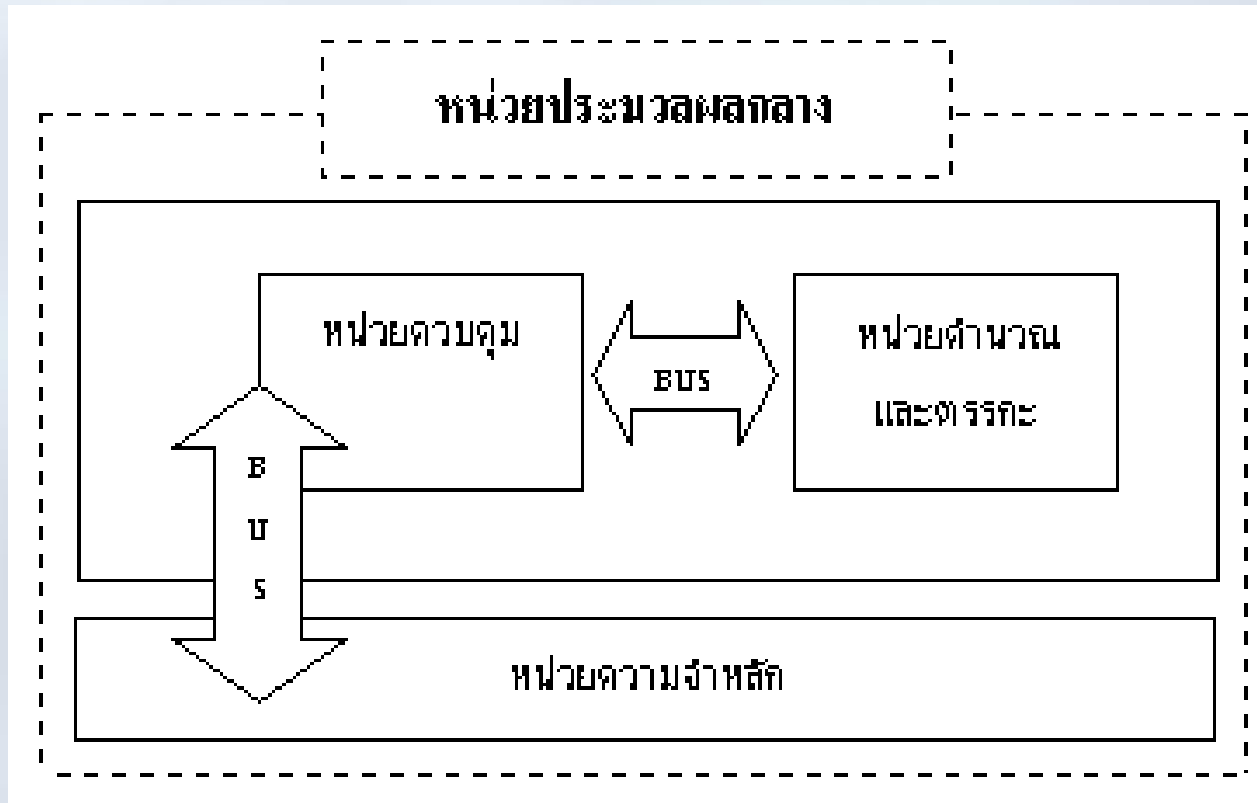 หน่วยประมวลผลกลาง
หน่วยควบคุม
BUS
หน่วยคำนวณ
และตรรกะ
B
U
S
หน่วยความจำหลัก